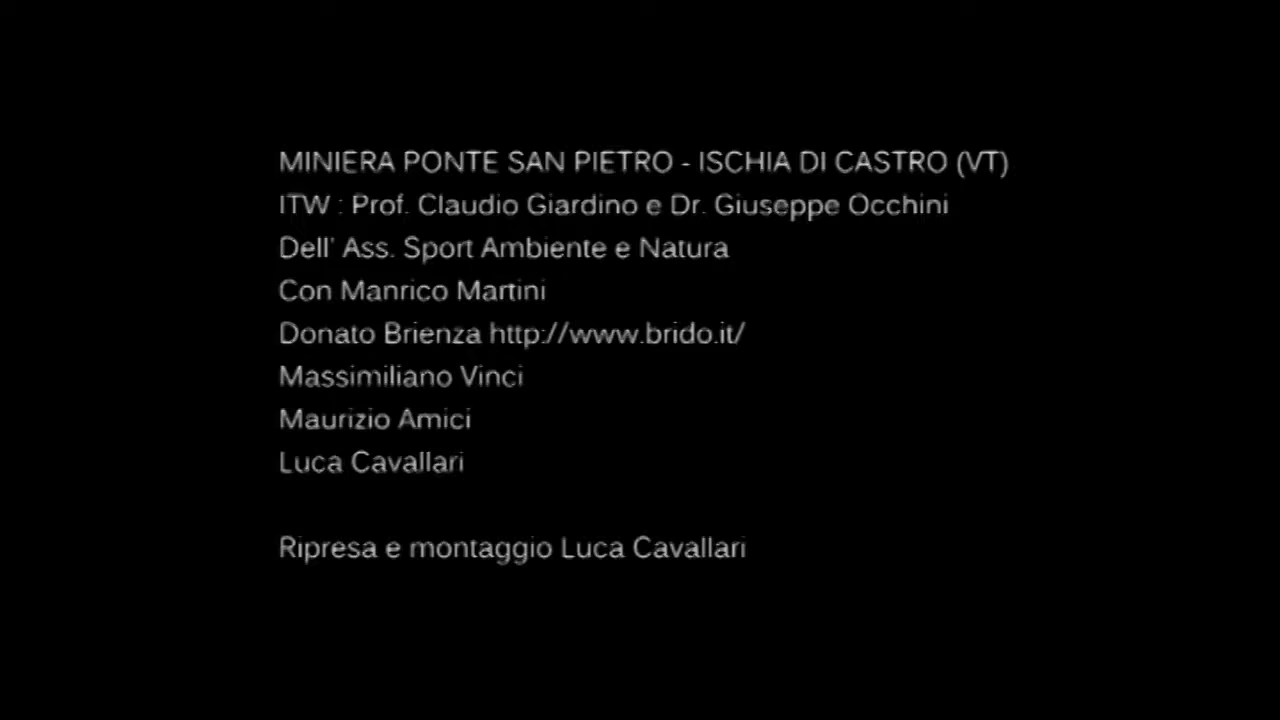 MINIERA PONTE SAN PIETRO - ISCHIA DI CASTRO (VT)
ITW : Prof. Claudio Giardino e Dr. Giuseppe Occhini
Dell' Ass. Sport Ambiente e Natura
Con Manrico Martini
Donato Brienza http://www.brido.it/
Massimiliano Vinci
Maurizio Amici
Luca Cavallari
Ripresa e montaggio Luca Cavallari